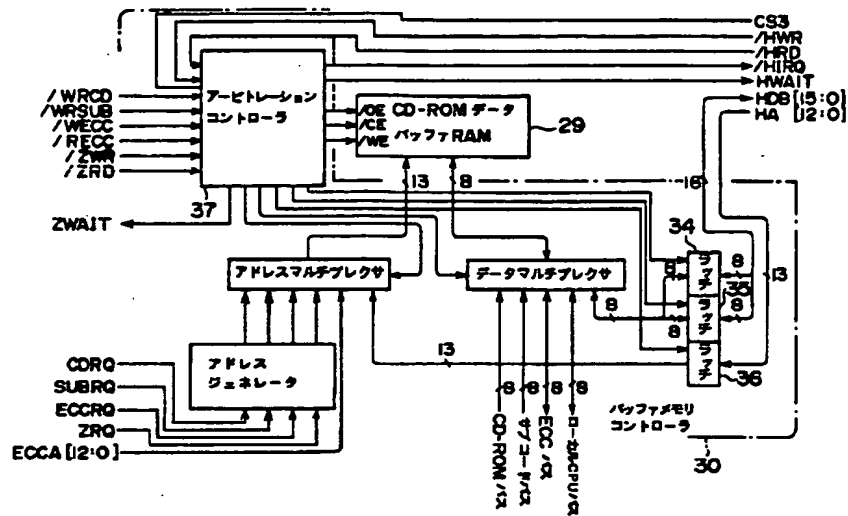 CS3
/HWR
/HRD
/HIRQ
HWAIT
HDB [15:0]
HA [12:0]
/WRCD
/WRSUB
/WECC
/RECC
/ZWR
/ZRD
アービトレーション
コントローラ
/OE
/CE
/WE
CD-ROM データ
バッファ RAM
29
37
ZWAIT
13
8
16
34
アドレスマルチプレクサ
データマルチプレクサ
ラッチ
8
8
35
ラッチ
8
8
8
13
ラッチ
36
13
アドレス
ジェネレータ
CDRQ
SUBRQ
ECCRQ
ZRQ
ECCA [12:0]
8
8
8
8
CD-ROMバス
サブコードバス
ECCバス
ローカルCPUバス
バッファメモリ
コントローラ
30